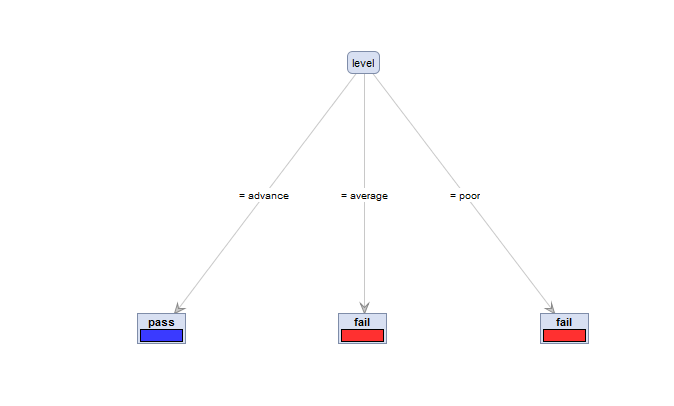 level
= advance
= average
= poor
pass
fail
fail